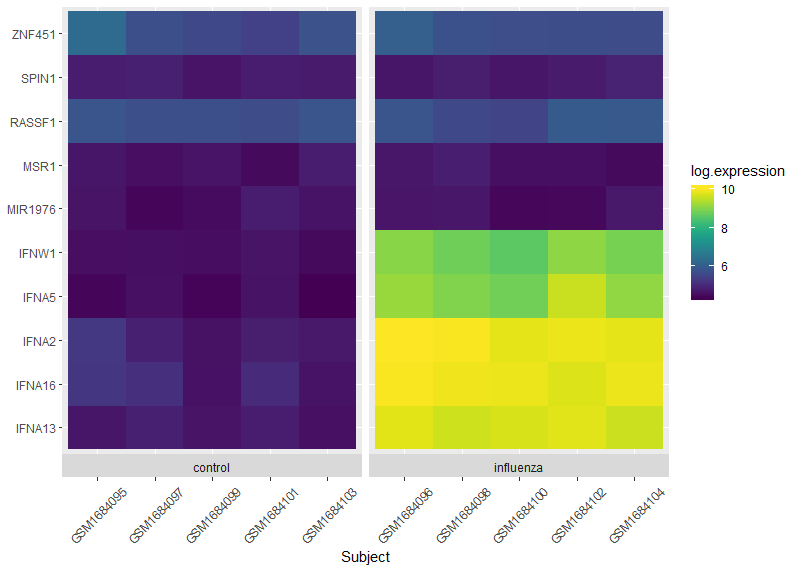 ZNF451
SPIN1
RASSF1
MSR1
MIR1976
IFNW1
IFNA5
IFNA2
IFNA16
IFNA13
control
influenza
GSM1684095
GSM1684097
GSM1684099
GSM1684101
GSM1684103
GSM1684096
GSM1684098
GSM1684100
GSM1684102
GSM1684104
Subject
log.expression
10
8
6